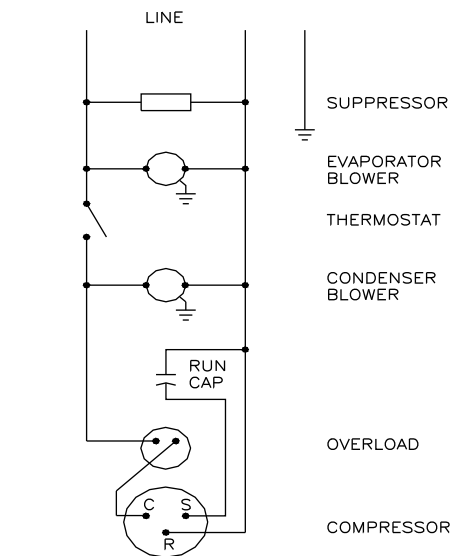 LINE
SUPPRESSOR
EVAPORATOR
BLOWER
THERMOSTAT
CONDENSER
BLOWER
RUN
CAP
OVERLOAD
C S
R
COMPRESSOR